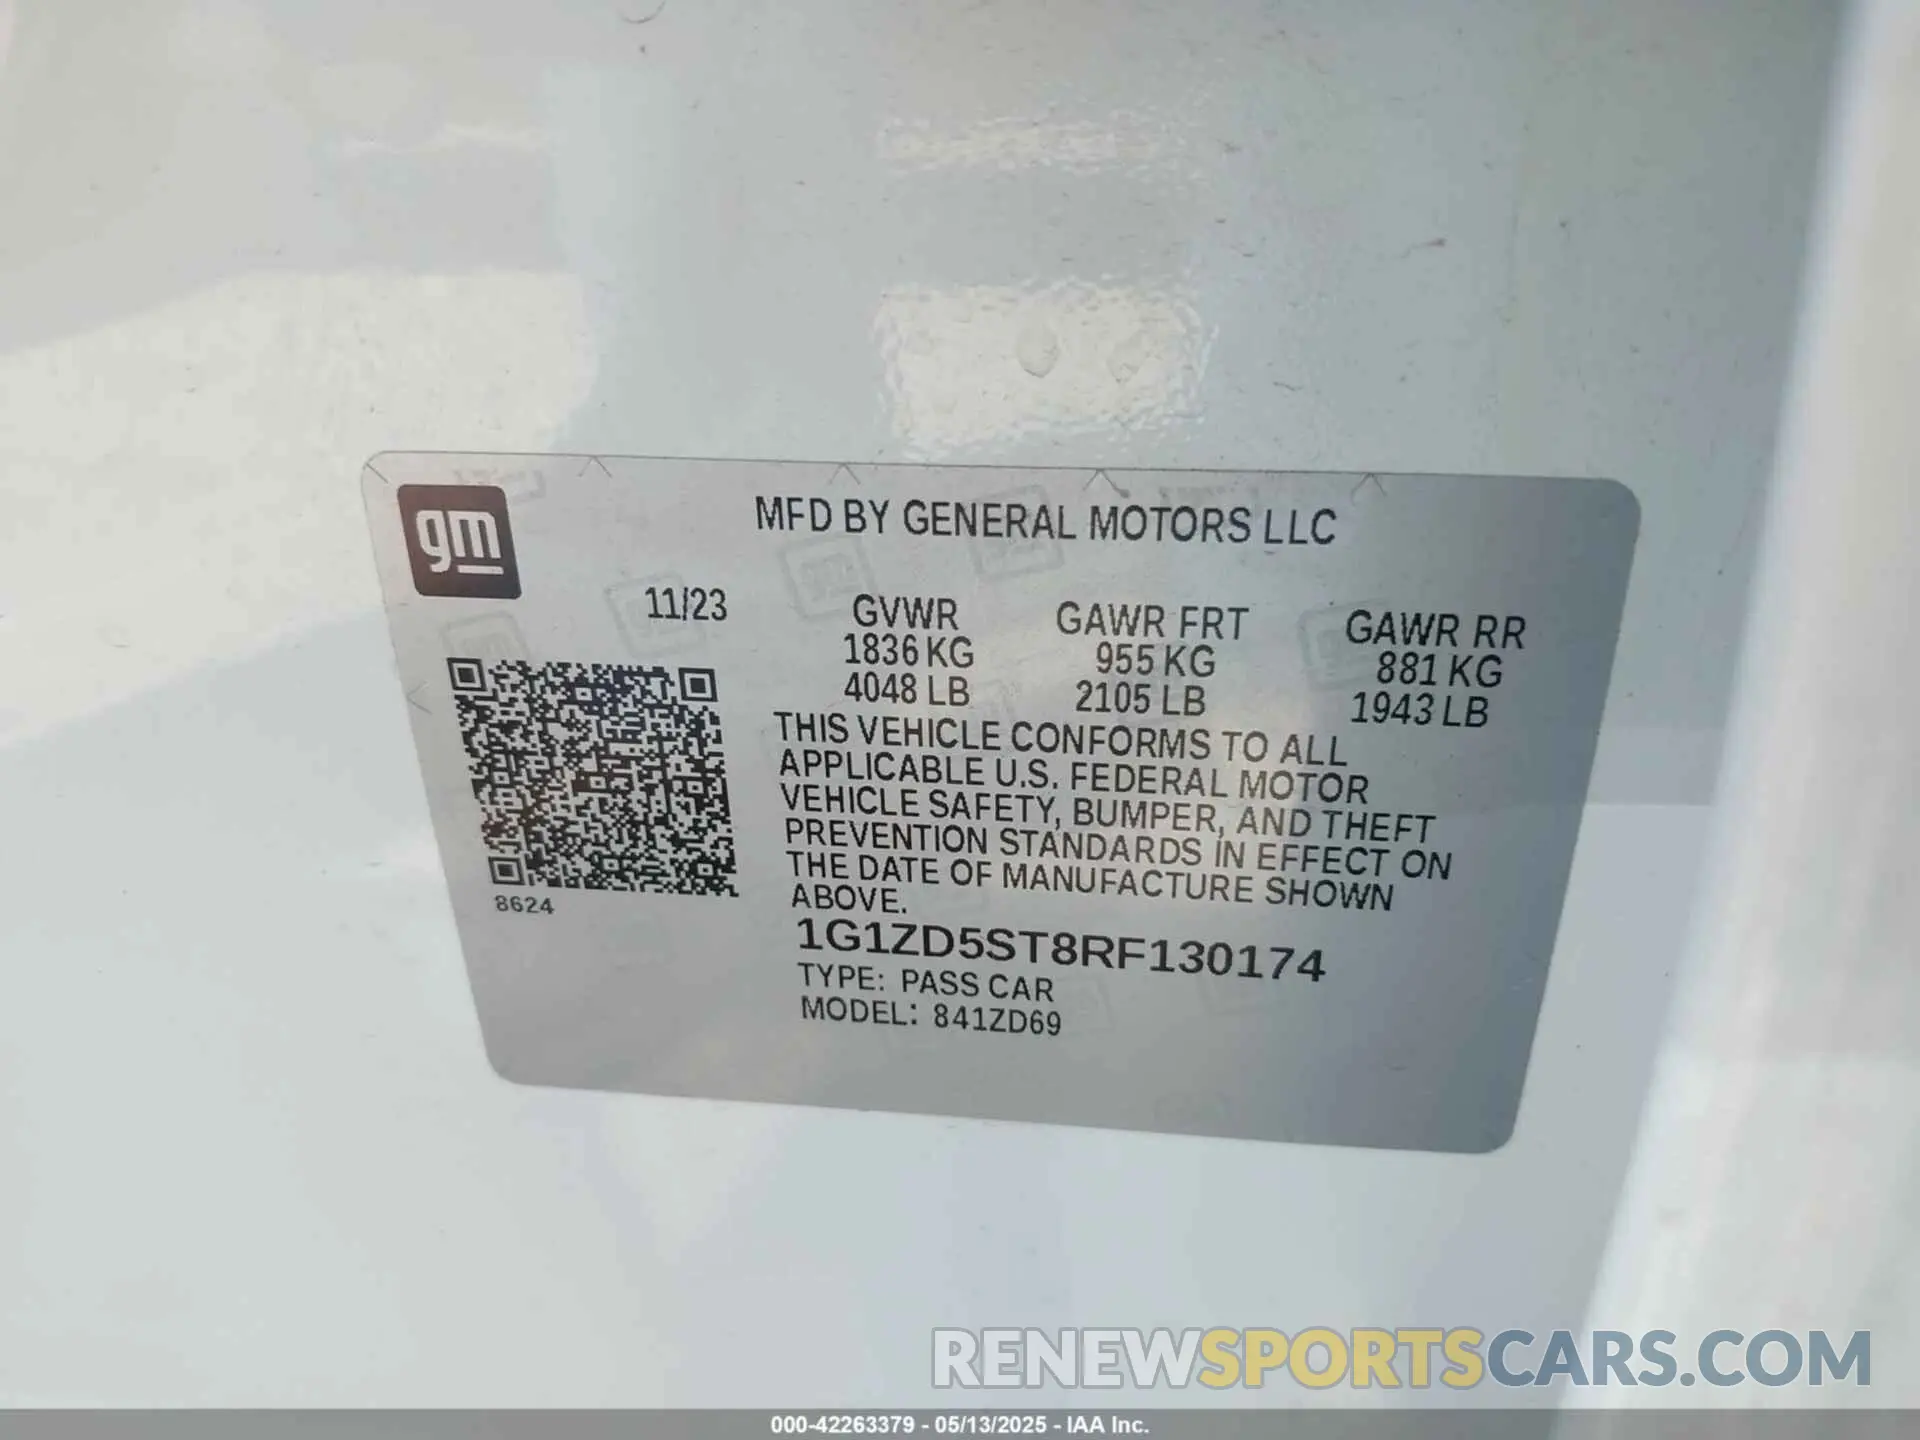 gm
MFD BY GENERAL MOTORS LLC
11/23
GVWR GAWR FRT GAWR RR
1836 KG 955 KG 881 KG
4048 LB 2105 LB 1943 LB
THIS VEHICLE CONFORMS TO ALL
APPLICABLE U.S. FEDERAL MOTOR
VEHICLE SAFETY, BUMPER, AND THEFT
PREVENTION STANDARDS IN EFFECT ON
THE DATE OF MANUFACTURE SHOWN
ABOVE.
8624
1G1ZD5ST8RF130174
TYPE: PASS CAR
MODEL: 841ZD69
RENEWSPORTSCARS.COM
000-42263379 - 05/13/2025 - IAA Inc.